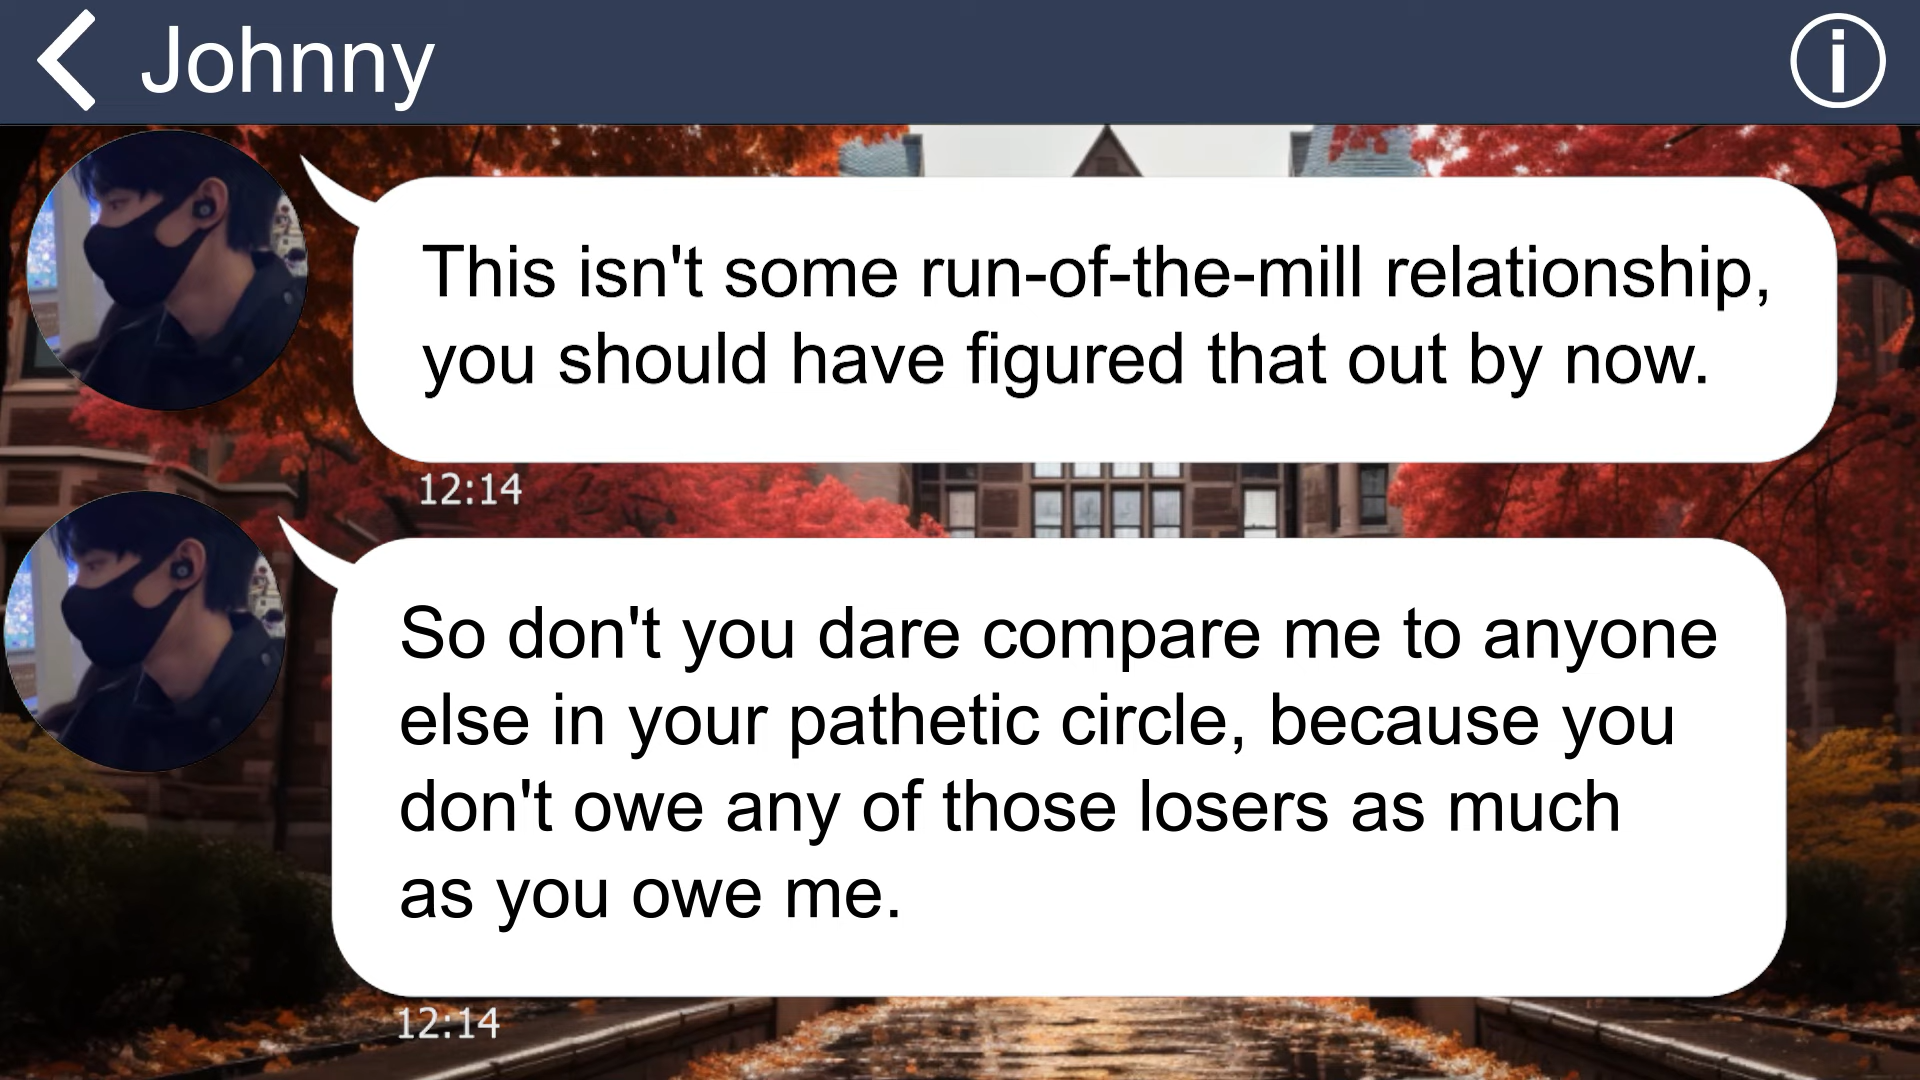 Johnny
This isn't some run-of-the-mill relationship,
you should have figured that out by now.
12:14
So don't you dare compare me to anyone
else in your pathetic circle, because you
don't owe any of those losers as much
as you owe me.
12:14